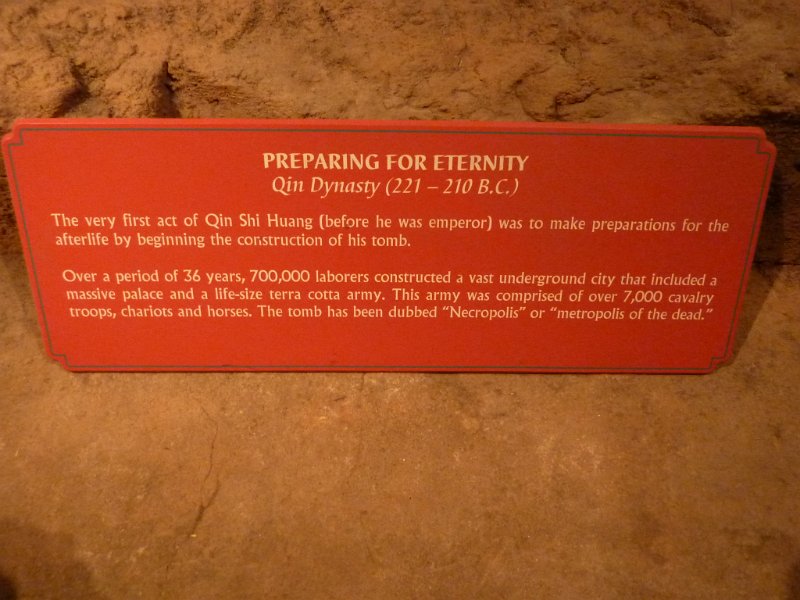 PREPARING FOR ETERNITY
Qin Dynasty (221 – 210 B.C.)
The very first act of Qin Shi Huang (before he was emperor) was to make preparations for the
afterlife by beginning the construction of his tomb.
Over a period of 36 years, 700,000 laborers constructed a vast underground city that included a
massive palace and a life-size terra cotta army. This army was comprised of over 7,000 cavalry
troops, chariots and horses. The tomb has been dubbed “Necropolis” or “metropolis of the dead.”